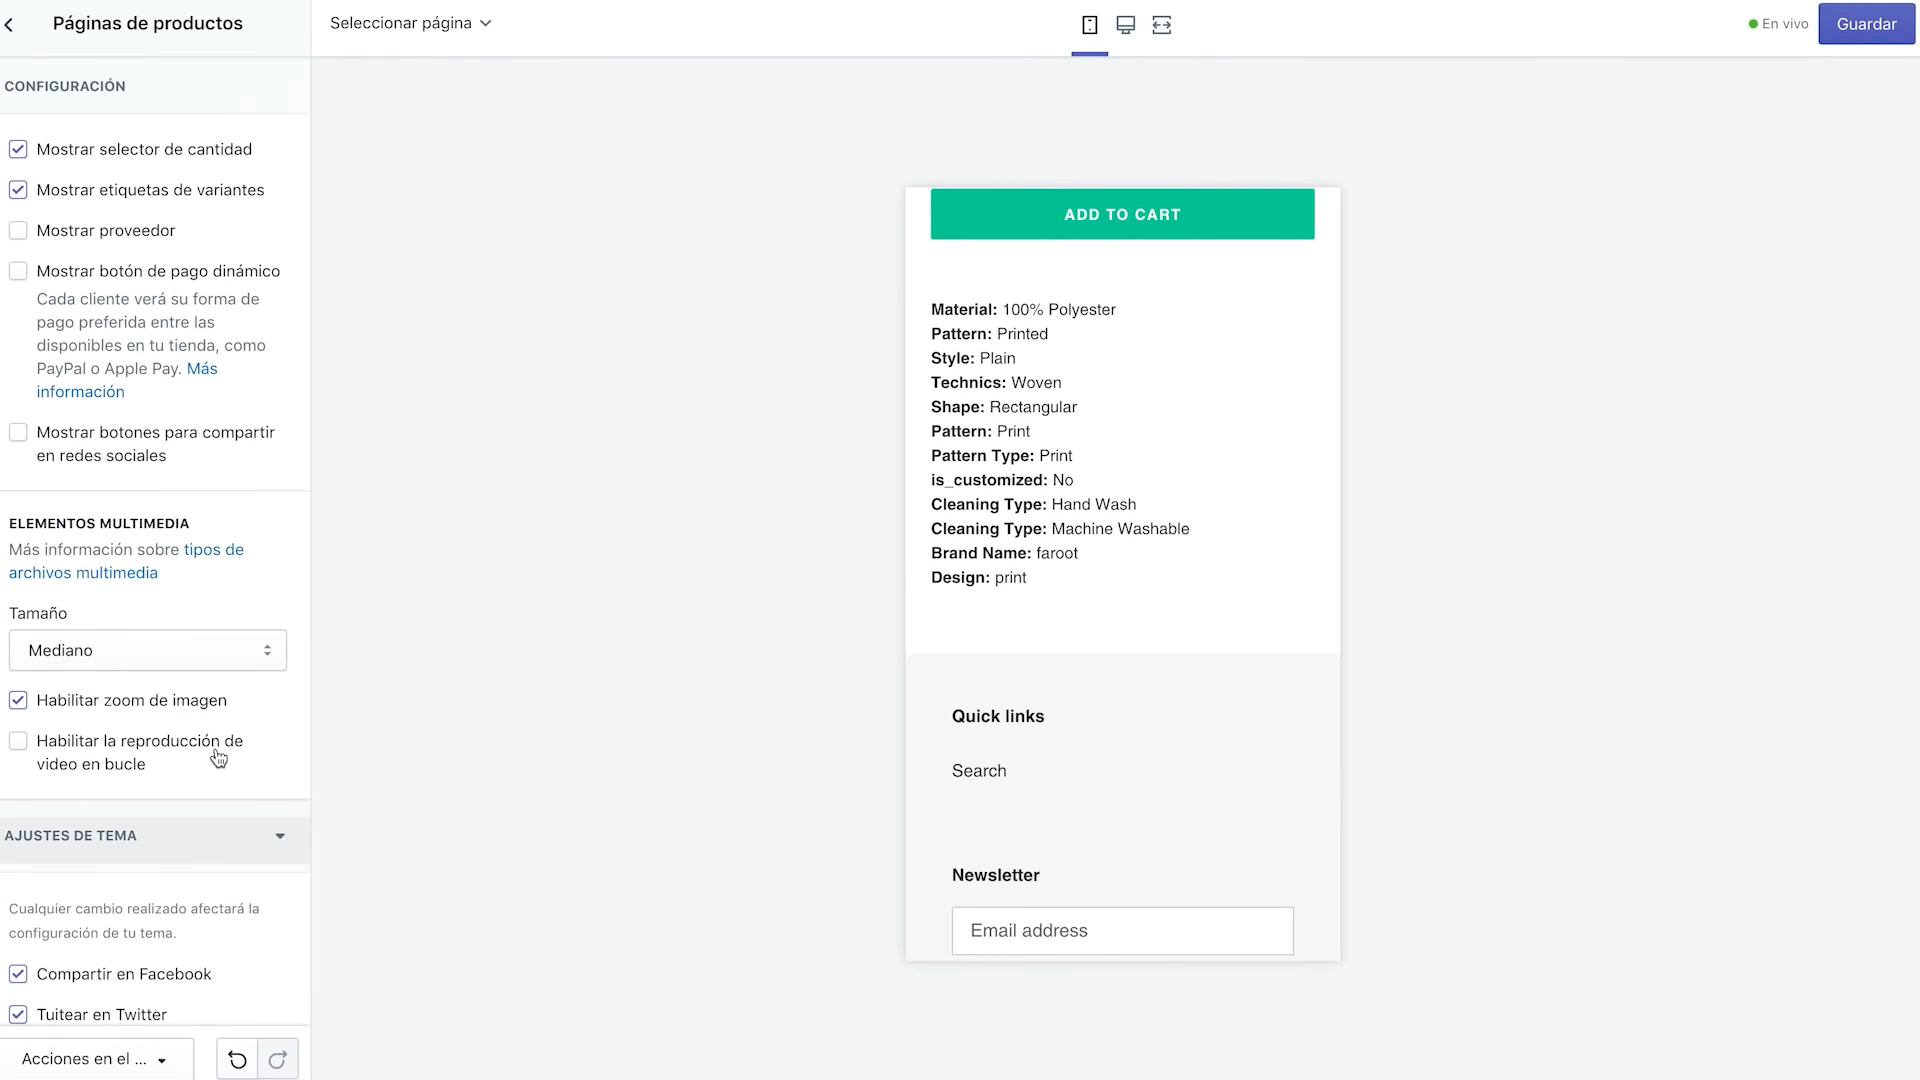 Páginas de productos
Seleccionar página
En vivo
Guardar
CONFIGURACIÓN
Mostrar selector de cantidad
Mostrar etiquetas de variantes
Mostrar proveedor
Mostrar botón de pago dinámico
Cada cliente verá su forma de
pago preferida entre las
disponibles en tu tienda, como
PayPal o Apple Pay. Más
información
Mostrar botones para compartir
en redes sociales
ELEMENTOS MULTIMEDIA
Más información sobre tipos de
archivos multimedia
Tamaño
Mediano
Habilitar zoom de imagen
Habilitar la reproducción de
video en bucle
AJUSTES DE TEMA
Cualquier cambio realizado afectará la
configuración de tu tema.
Compartir en Facebook
Tuitear en Twitter
Acciones en el ...
ADD TO CART
Material: 100% Polyester
Pattern: Printed
Style: Plain
Technics: Woven
Shape: Rectangular
Pattern: Print
Pattern Type: Print
is_customized: No
Cleaning Type: Hand Wash
Cleaning Type: Machine Washable
Brand Name: faroot
Design: print
Quick links
Search
Newsletter
Email address